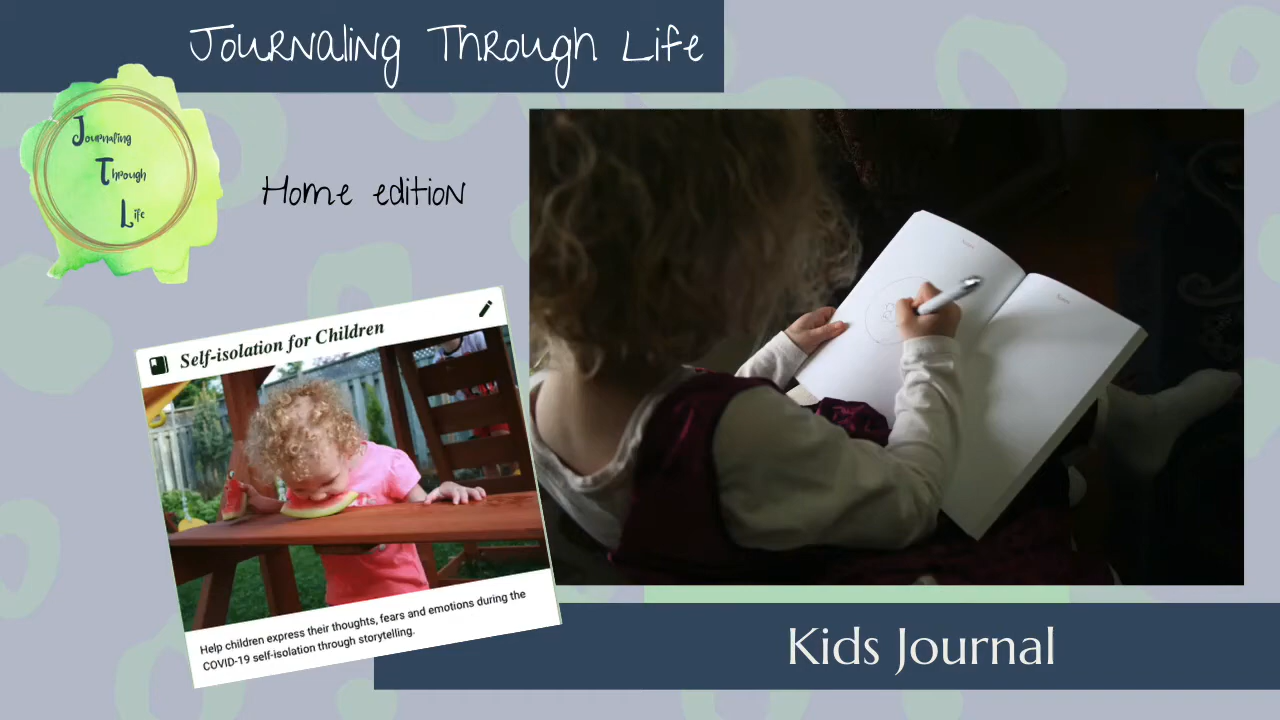 Journaling Through Life
Journaling
Through
Life
Home edition
Self-isolation for Children
Help children express their thoughts, fears and emotions during the
COVID-19 self-isolation through storytelling.
Kids Journal